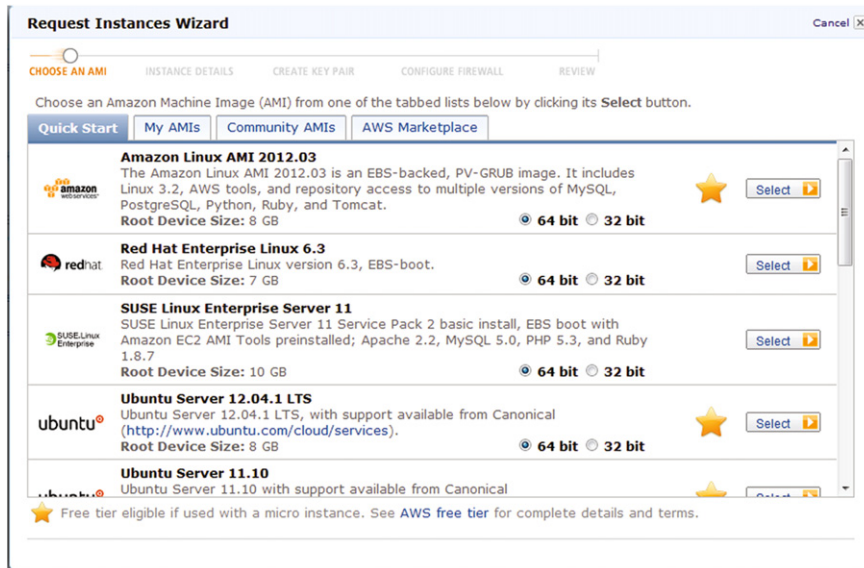 Request Instances Wizard
Cancel X
CHOOSE AN AMI INSTANCE DETAILS CREATE KEY PAIR CONFIGURE FIREWALL REVIEW
Choose an Amazon Machine Image (AMI) from one of the tabbed lists below by clicking its Select button.
Quick Start My AMIs Community AMIs AWS Marketplace
Amazon Linux AMI 2012.03
The Amazon Linux AMI 2012.03 is an EBS-backed, PV-GRUB image. It includes
amazon
webservices
Linux 3.2, AWS tools, and repository access to multiple versions of MySQL,
Select
PostgreSQL, Python, Ruby, and Tomcat.
Root Device Size: 8 GB 64 bit 32 bit
Red Hat Enterprise Linux 6.3
redhat Red Hat Enterprise Linux version 6.3, EBS-boot. Select
Root Device Size: 7 GB 64 bit 32 bit
SUSE Linux Enterprise Server 11
SUSE Linux Enterprise Server 11 Service Pack 2 basic install, EBS boot with
SUSE.Linux
Enterprise
Amazon EC2 AMI Tools preinstalled; Apache 2.2, MySQL 5.0, PHP 5.3, and Ruby
Select
1.8.7
Root Device Size: 10 GB 64 bit 32 bit
Ubuntu Server 12.04.1 LTS
Ubuntu Server 12.04.1 LTS, with support available from Canonical
ubuntu (http://www.ubuntu.com/cloud/services). Select
Root Device Size: 8 GB 64 bit 32 bit
Ubuntu Server 11.10
Ubuntu Server 11.10 with support available from Canonical
ubuntu Select
Free tier eligible if used with a micro instance. See AWS free tier for complete details and terms.